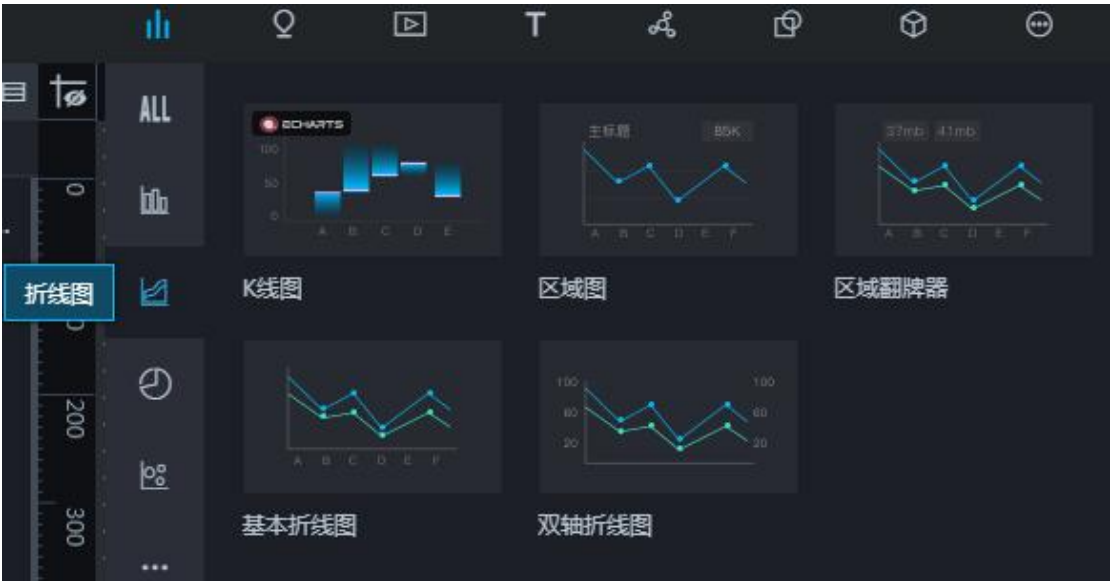 T
ALL
ECHARTS
100
50
0
A B C D E
主标题 85K
A B C D E F
37mb 41mb
A B C D E F
0
折线图
K线图
区域图
区域翻牌器
200
A B C D E F
100 100
60 60
20 20
300
基本折线图
双轴折线图